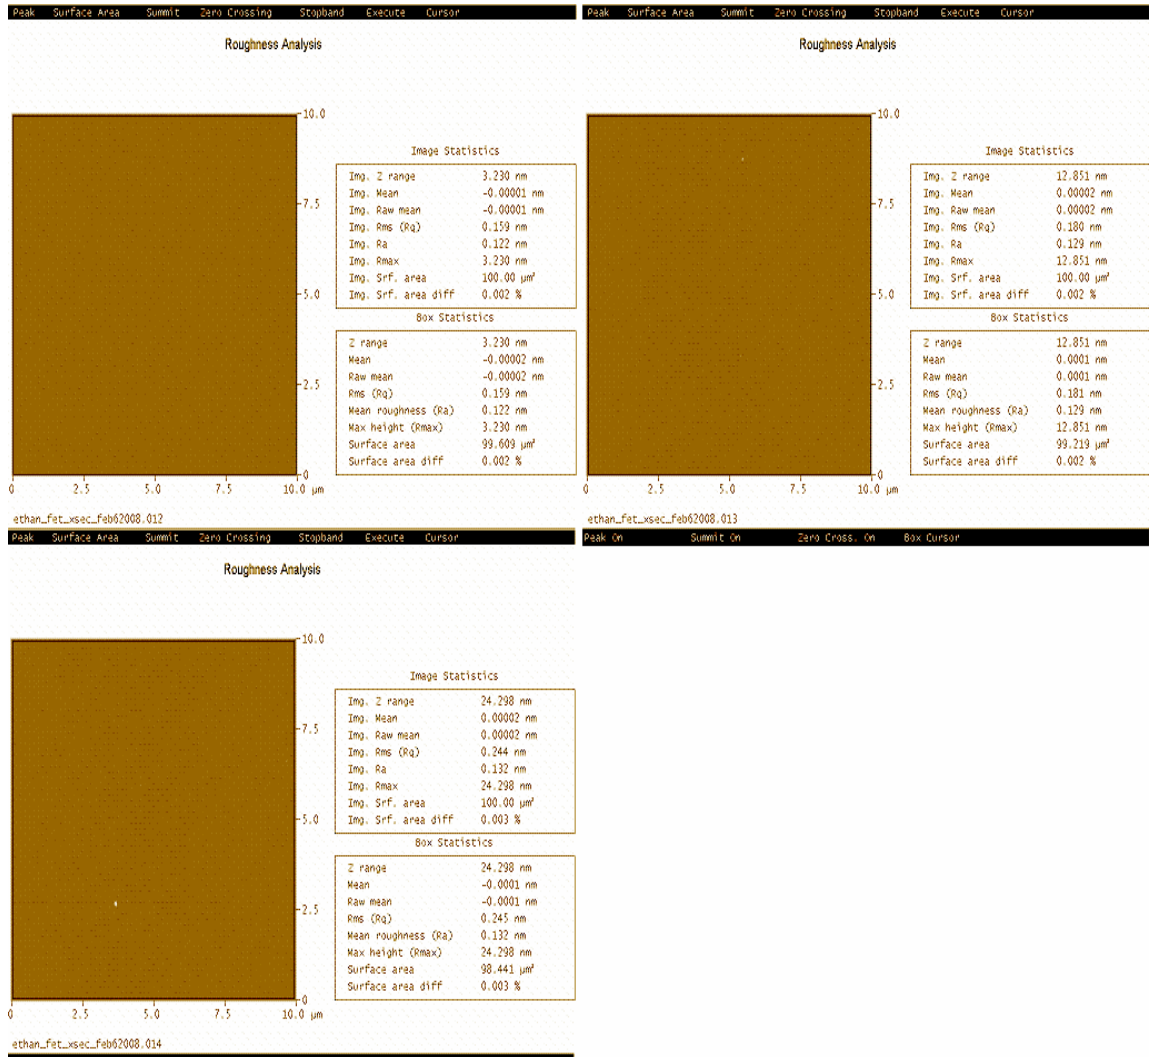 Peak Surface Area Summit Zero Crossing Stopband Execute Cursor
Roughness Analysis
10.0
7.5
5.0
2.5
0
0 2.5 5.0 7.5 10.0 µm
Image Statistics
Img. Z range 3.230 nm
Img. Mean -0.00001 nm
Img. Raw mean -0.00001 nm
Img. Rms (Rq) 0.159 nm
Img. Ra 0.122 nm
Img. Rmax 3.230 nm
Img. Srf. area 100.00 µm²
Img. Srf. area diff 0.002 %
Box Statistics
Z range 3.230 nm
Mean -0.00002 nm
Raw mean -0.00002 nm
Rms (Rq) 0.159 nm
Mean roughness (Ra) 0.122 nm
Max height (Rmax) 3.230 nm
Surface area 99.609 µm²
Surface area diff 0.002 %
ethan_fet_xsec_feb62008.012
Peak Surface Area Summit Zero Crossing Stopband Execute Cursor
Roughness Analysis
10.0
7.5
5.0
2.5
0
0 2.5 5.0 7.5 10.0 µm
Image Statistics
Img. Z range 12.851 nm
Img. Mean 0.00002 nm
Img. Raw mean 0.00002 nm
Img. Rms (Rq) 0.180 nm
Img. Ra 0.129 nm
Img. Rmax 12.851 nm
Img. Srf. area 100.00 µm²
Img. Srf. area diff 0.002 %
Box Statistics
Z range 12.851 nm
Mean 0.0001 nm
Raw mean 0.0001 nm
Rms (Rq) 0.181 nm
Mean roughness (Ra) 0.129 nm
Max height (Rmax) 12.851 nm
Surface area 99.219 µm²
Surface area diff 0.002 %
ethan_fet_xsec_feb62008.013
Peak Surface Area Summit Zero Crossing Stopband Execute Cursor
Roughness Analysis
10.0
7.5
5.0
2.5
0
0 2.5 5.0 7.5 10.0 µm
Image Statistics
Img. Z range 24.298 nm
Img. Mean 0.00002 nm
Img. Raw mean 0.00002 nm
Img. Rms (Rq) 0.244 nm
Img. Ra 0.132 nm
Img. Rmax 24.298 nm
Img. Srf. area 100.00 µm²
Img. Srf. area diff 0.003 %
Box Statistics
Z range 24.298 nm
Mean -0.0001 nm
Raw mean -0.0001 nm
Rms (Rq) 0.245 nm
Mean roughness (Ra) 0.132 nm
Max height (Rmax) 24.298 nm
Surface area 98.441 µm²
Surface area diff 0.003 %
ethan_fet_xsec_feb62008.014
Peak On Summit On Zero Cross. On Box Cursor